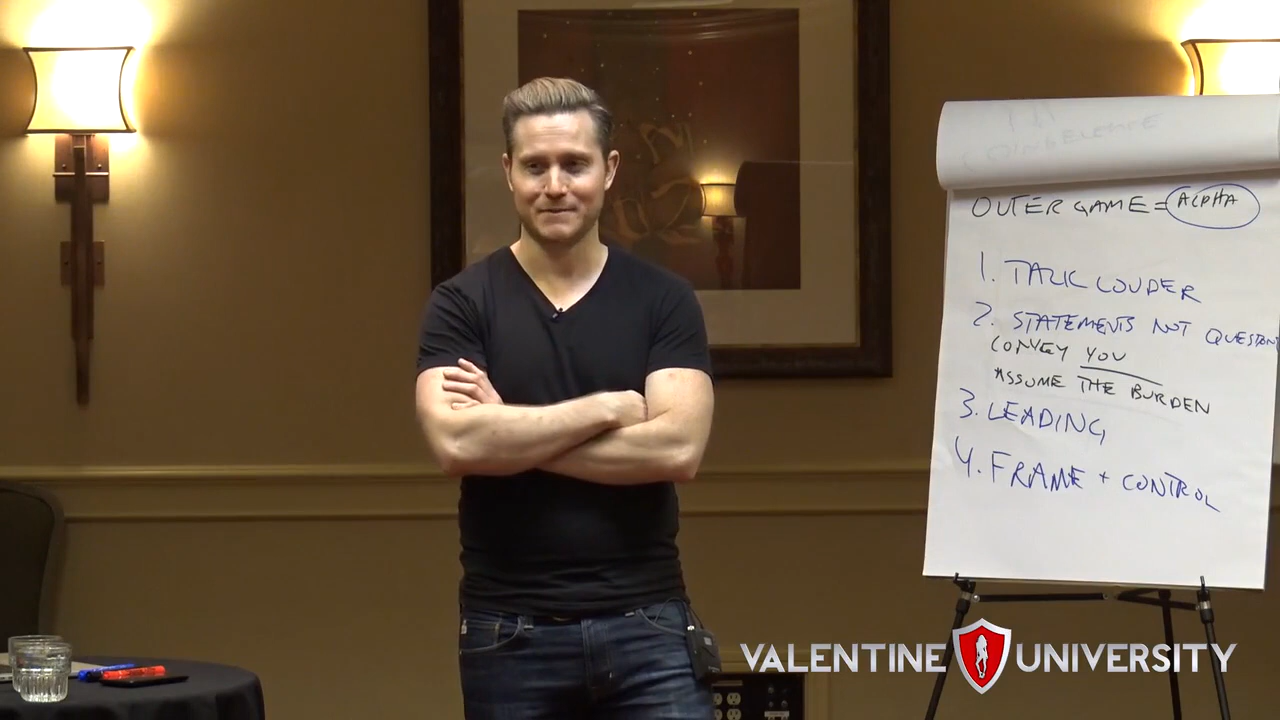 OUTER GAME = ALPHA
1. TALK LOUDER
2. STATEMENTS NOT QUESTION
CONVEY YOU
ASSUME THE BURDEN
3. LEADING
4. FRAME + CONTROL
VALENTINE UNIVERSITY